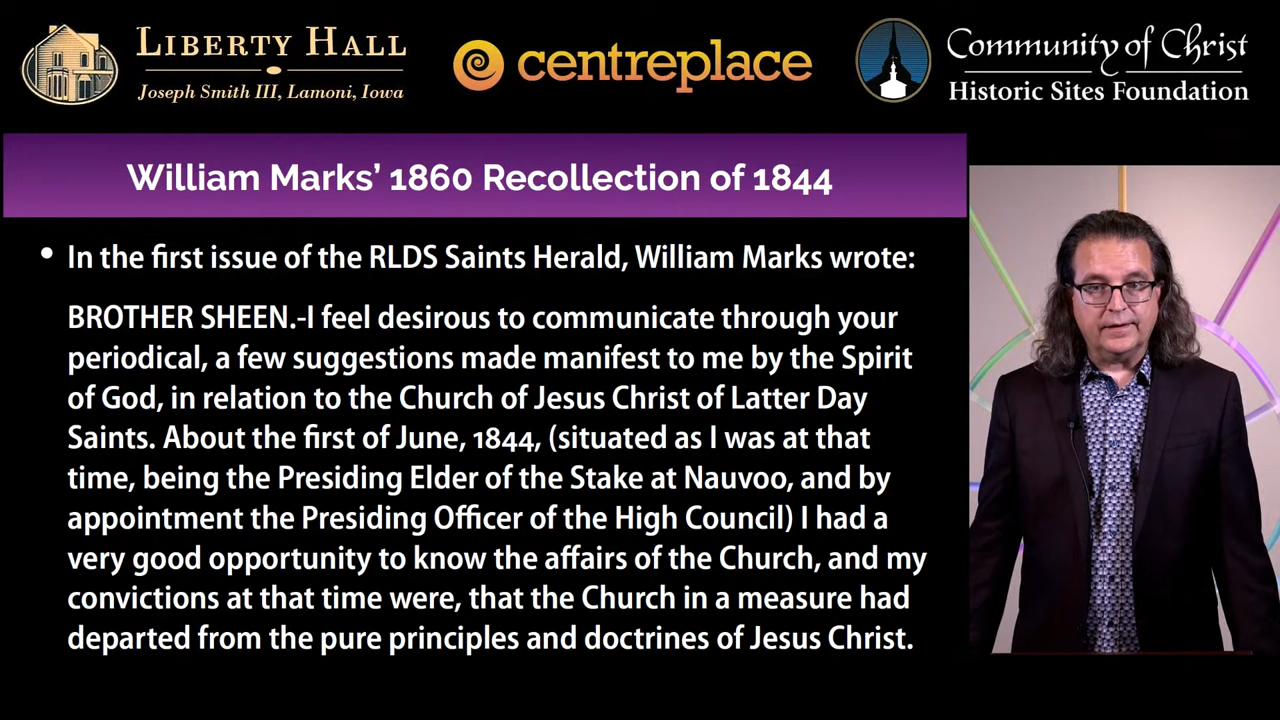 LIBERTY HALL
Joseph Smith III, Lamoni, Iowa
centreplace
Community of Christ
Historic Sites Foundation
William Marks’ 1860 Recollection of 1844
• In the first issue of the RLDS Saints Herald, William Marks wrote:
BROTHER SHEEN.-I feel desirous to communicate through your
periodical, a few suggestions made manifest to me by the Spirit
of God, in relation to the Church of Jesus Christ of Latter Day
Saints. About the first of June, 1844, (situated as I was at that
time, being the Presiding Elder of the Stake at Nauvoo, and by
appointment the Presiding Officer of the High Council) I had a
very good opportunity to know the affairs of the Church, and my
convictions at that time were, that the Church in a measure had
departed from the pure principles and doctrines of Jesus Christ.